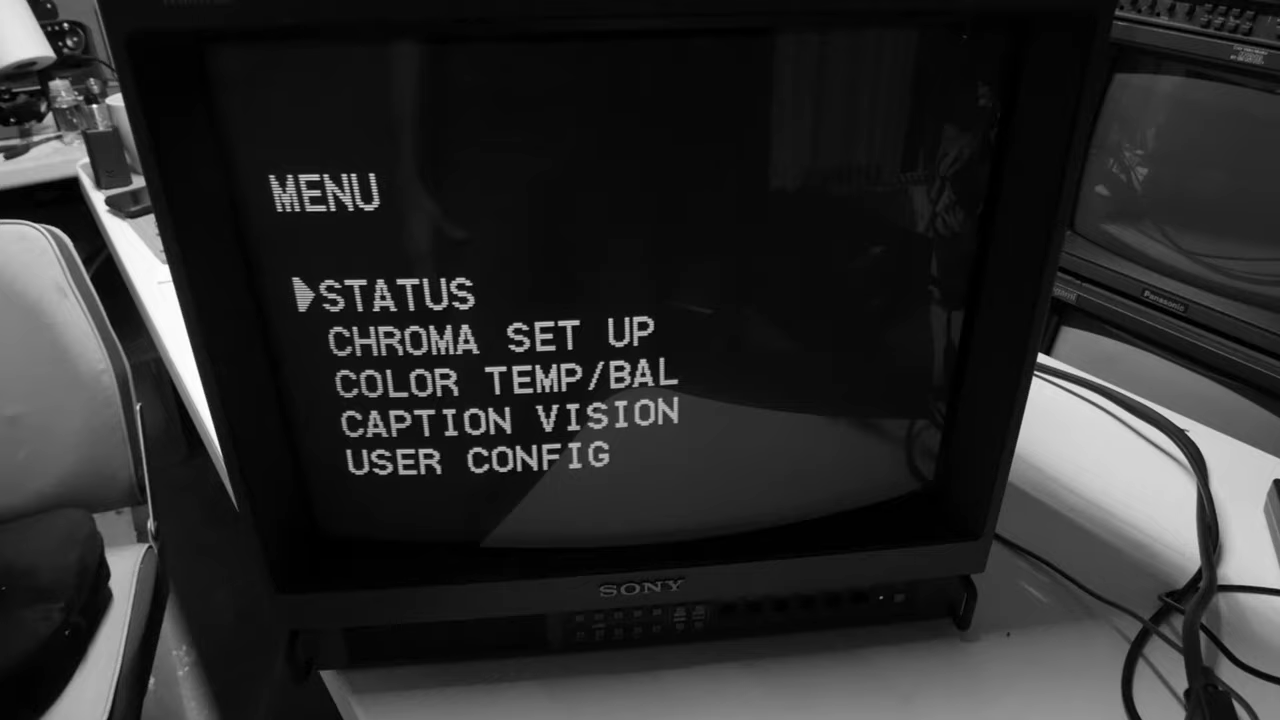 MENU
STATUS
CHROMA SET UP
COLOR TEMP/BAL
CAPTION VISION
USER CONFIG
SONY
Panasonic